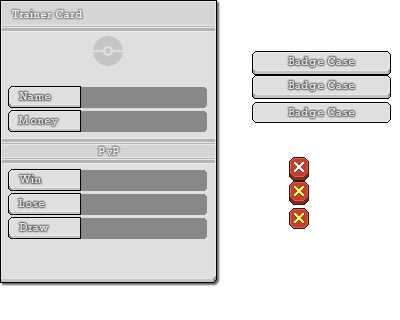 Trainer Card
Name
Money
PvP
Win
Lose
Draw
Badge Case
Badge Case
Badge Case